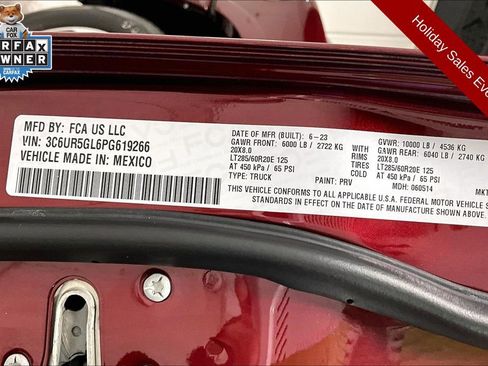 CAR
FOX
CARFAX
OWNER
CARFAX
Holiday Sales Eve
MFD BY: FCA US LLC
VIN: 3C6UR5GL6PG619266
VEHICLE MADE IN: MEXICO
DATE OF MFR (BUILT): 6-23
GAWR FRONT: 6000 LB / 2722 KG
20X8.0
LT285/60R20E 125
AT 450 kPa / 65 PSI
TYPE: TRUCK
WITH
RIMS
TIRES
PAINT: PRV
GVWR: 10000 LB / 4536 KG
GAWR REAR: 6040 LB / 2740 KG
20X8.0
LT285/60R20E 125
AT 450 kPa / 65 PSI
MDH: 060514
MKT
THIS VEHICLE CONFORMS TO ALL APPLICABLE U.S.A. FEDERAL MOTOR VEHICLE S
EFFECT ON THE DATE OF MANUFACTURE SHOWN ABOVE.